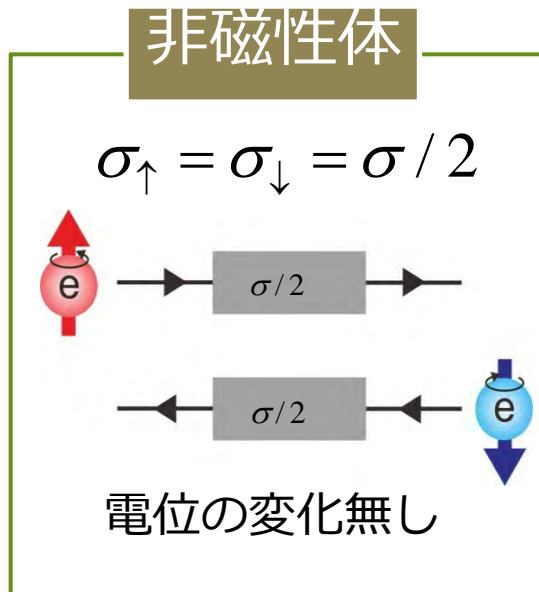 非磁性体
σ↑ = σ↓ = σ / 2
e
σ/2
σ/2
e
電位の変化無し